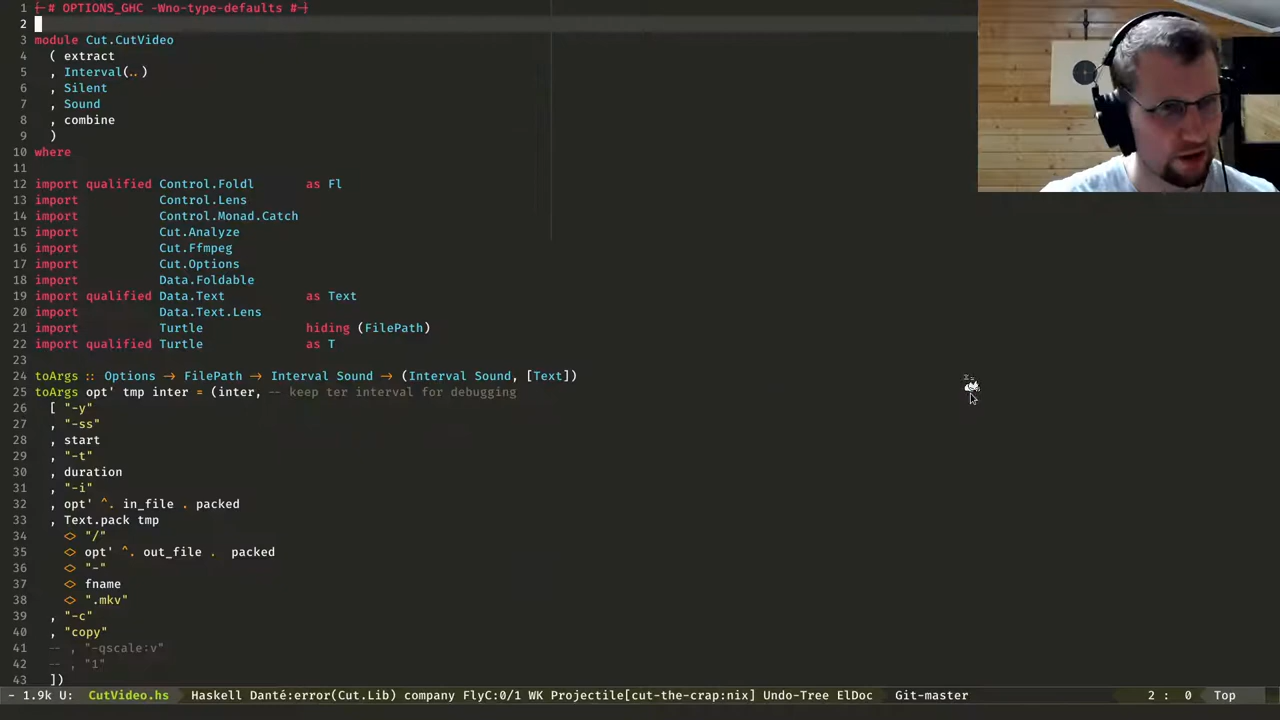 1 {-# OPTIONS_GHC -Wno-type-defaults #-}
2
3 module Cut.CutVideo
4   ( extract
5   , Interval(..)
6   , Silent
7   , Sound
8   , combine
9   )
10 where
11
12 import qualified Control.Foldl       as Fl
13 import           Control.Lens
14 import           Control.Monad.Catch
15 import           Cut.Analyze
16 import           Cut.Ffmpeg
17 import           Cut.Options
18 import           Data.Foldable
19 import qualified Data.Text           as Text
20 import           Data.Text.Lens
21 import           Turtle              hiding (FilePath)
22 import qualified Turtle              as T
23
24 toArgs :: Options → FilePath → Interval Sound → (Interval Sound, [Text])
25 toArgs opt' tmp inter = (inter, -- keep ter interval for debugging
26   [ "-y"
27   , "-ss"
28   , start
29   , "-t"
30   , duration
31   , "-i"
32   , opt' ^. in_file . packed
33   , Text.pack tmp
34     <> "/"
35     <> opt' ^. out_file .  packed
36     <> "-"
37     <> fname
38     <> ".mkv"
39   , "-c"
40   , "copy"
41   -- , "-qscale:v"
42   -- , "1"
43   ])
- 1.9k U: CutVideo.hs Haskell Danté:error(Cut.Lib) company FlyC:0/1 WK Projectile[cut-the-crap:nix] Undo-Tree ElDoc Git-master 2 : 0 Top